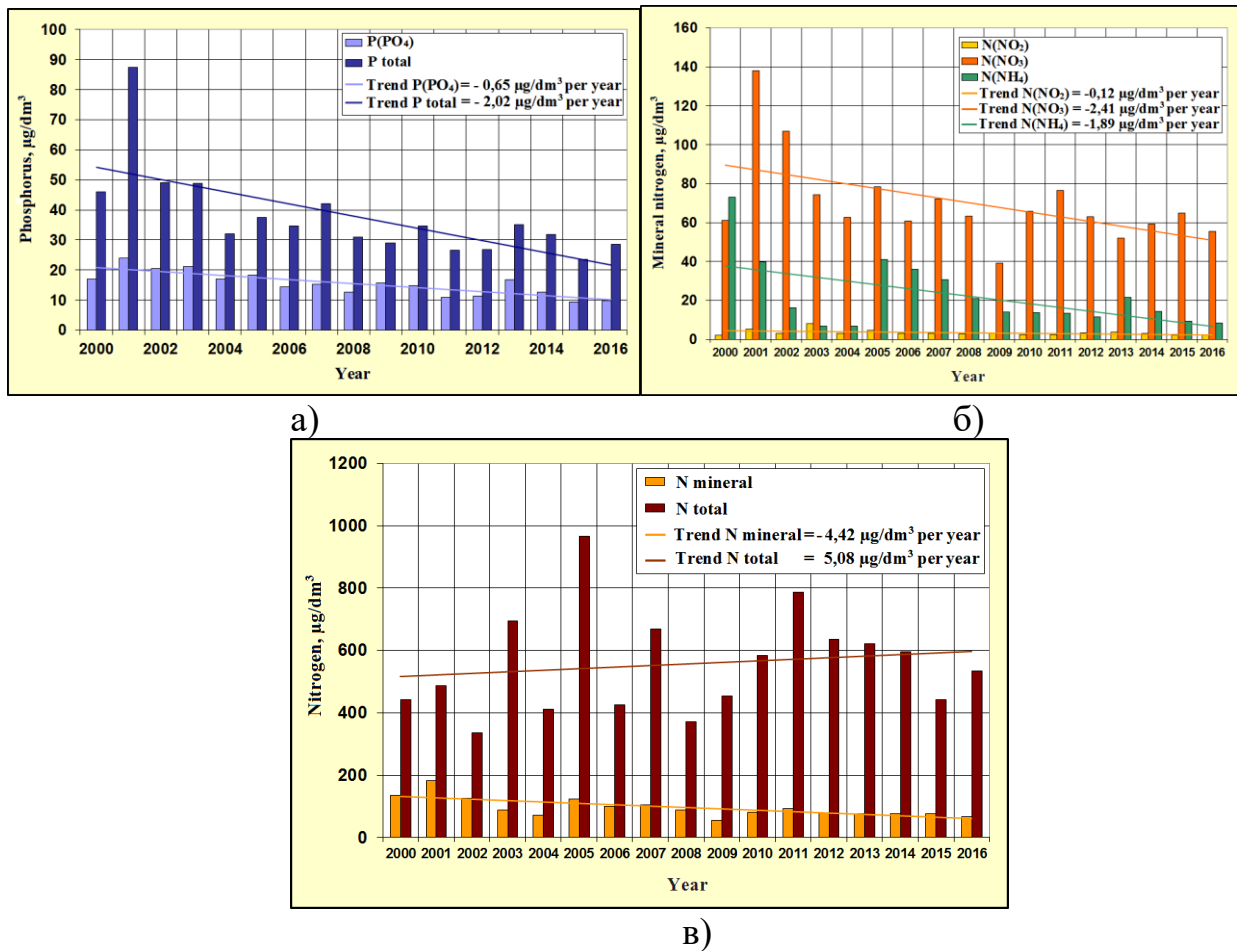 100
90
80
70
60
50
40
30
20
10
0
Phosphorus, µg/dm³
P(PO₄)
P total
Trend P(PO₄) = - 0,65 µg/dm³ per year
Trend P total = - 2,02 µg/dm³ per year
2000 2002 2004 2006 2008 2010 2012 2014 2016
Year
а)
160
140
120
100
80
60
40
20
0
Mineral nitrogen, µg/dm³
N(NO₂)
N(NO₃)
N(NH₄)
Trend N(NO₂) = -0,12 µg/dm³ per year
Trend N(NO₃) = -2,41 µg/dm³ per year
Trend N(NH₄) = -1,89 µg/dm³ per year
2000 2001 2002 2003 2004 2005 2006 2007 2008 2009 2010 2011 2012 2013 2014 2015 2016
Year
б)
1200
1000
800
600
400
200
0
Nitrogen, µg/dm³
N mineral
N total
Trend N mineral = - 4,42 µg/dm³ per year
Trend N total = 5,08 µg/dm³ per year
2000 2001 2002 2003 2004 2005 2006 2007 2008 2009 2010 2011 2012 2013 2014 2015 2016
Year
в)